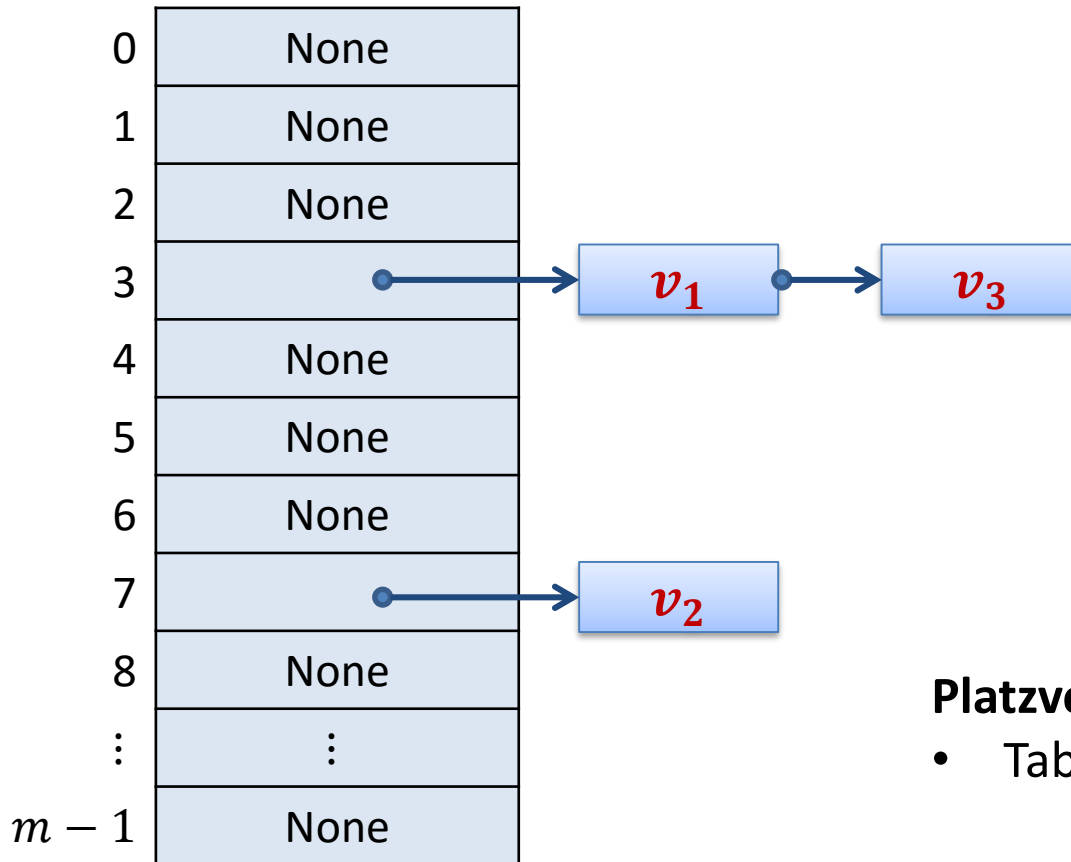 0 None
1 None
2 None
3 v₁ v₃
4 None
5 None
6 None
7 v₂
8 None
⋮ ⋮
m − 1 None
•